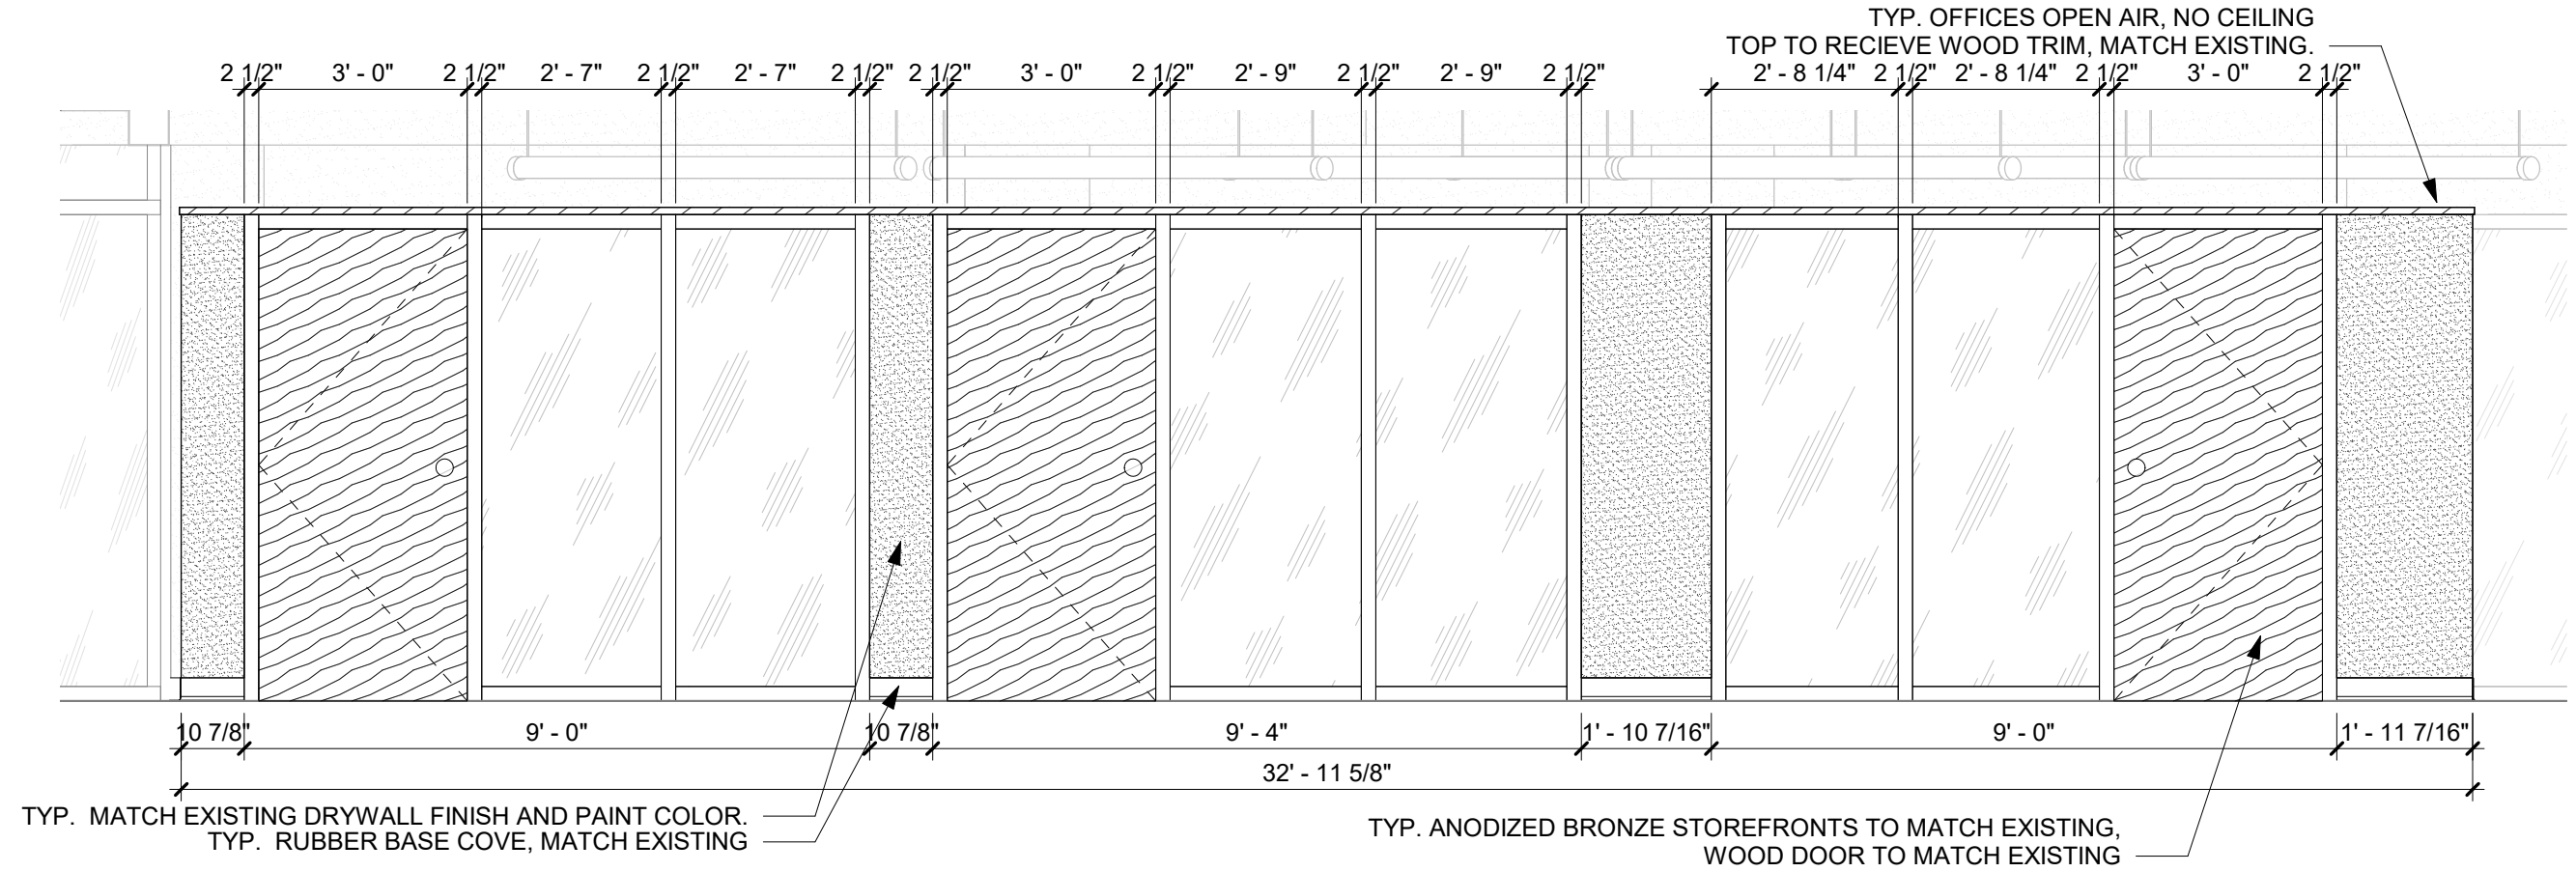 TYP. OFFICES OPEN AIR, NO CEILING
TOP TO RECIEVE WOOD TRIM, MATCH EXISTING.
2 1/2" 3' - 0" 2 1/2" 2' - 7" 2 1/2" 2' - 7" 2 1/2" 2 1/2" 3' - 0" 2 1/2" 2' - 9" 2 1/2" 2' - 9" 2 1/2" 2' - 8 1/4" 2 1/2" 2' - 8 1/4" 2 1/2" 3' - 0" 2 1/2"
10 7/8" 9' - 0" 10 7/8" 9' - 4" 1' - 10 7/16" 9' - 0" 1' - 11 7/16"
32' - 11 5/8"
TYP. MATCH EXISTING DRYWALL FINISH AND PAINT COLOR.
TYP. RUBBER BASE COVE, MATCH EXISTING
TYP. ANODIZED BRONZE STOREFRONTS TO MATCH EXISTING,
WOOD DOOR TO MATCH EXISTING